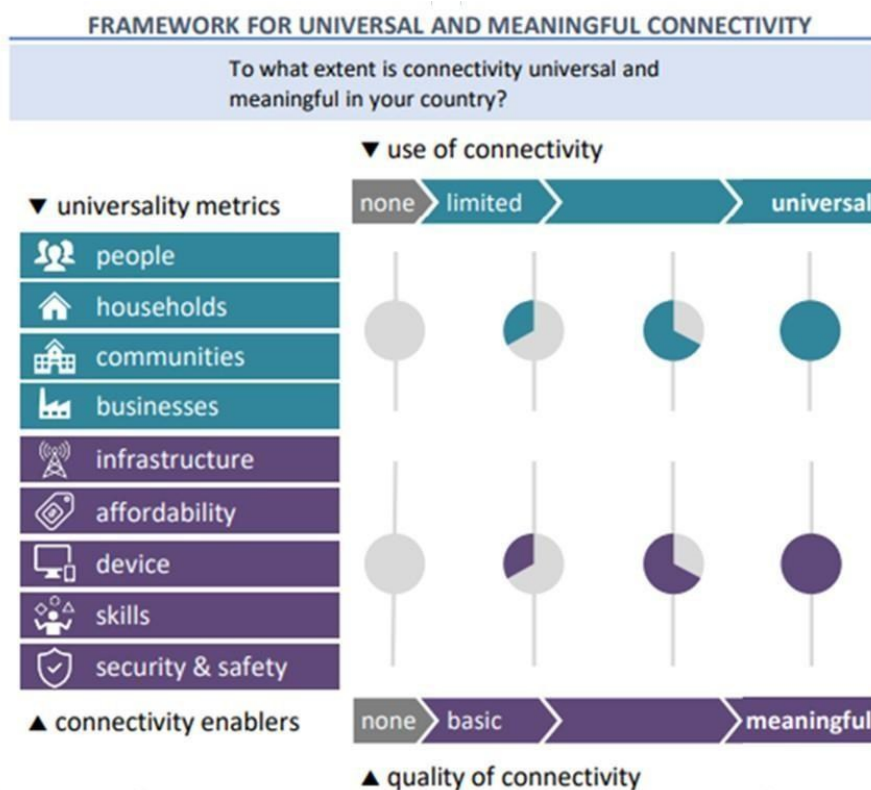 FRAMEWORK FOR UNIVERSAL AND MEANINGFUL CONNECTIVITY
To what extent is connectivity universal and
meaningful in your country?
▼ use of connectivity
▼ universality metrics
none limited universal
people
households
communities
businesses
infrastructure
affordability
device
skills
security & safety
▲ connectivity enablers
none basic meaningful
▲ quality of connectivity